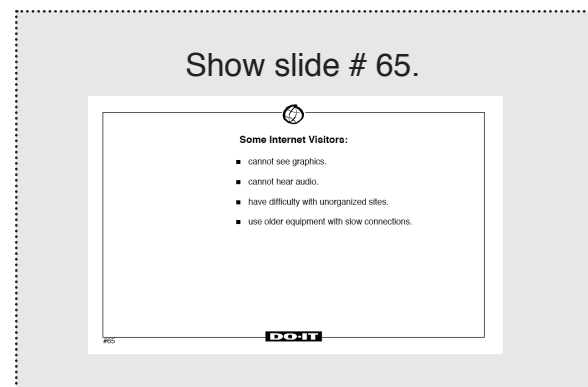 Show slide # 65.
Some Internet Visitors:
■ cannot see graphics.
■ cannot hear audio.
■ have difficulty with unorganized sites.
■ use older equipment with slow connections.
#65
DO-IT